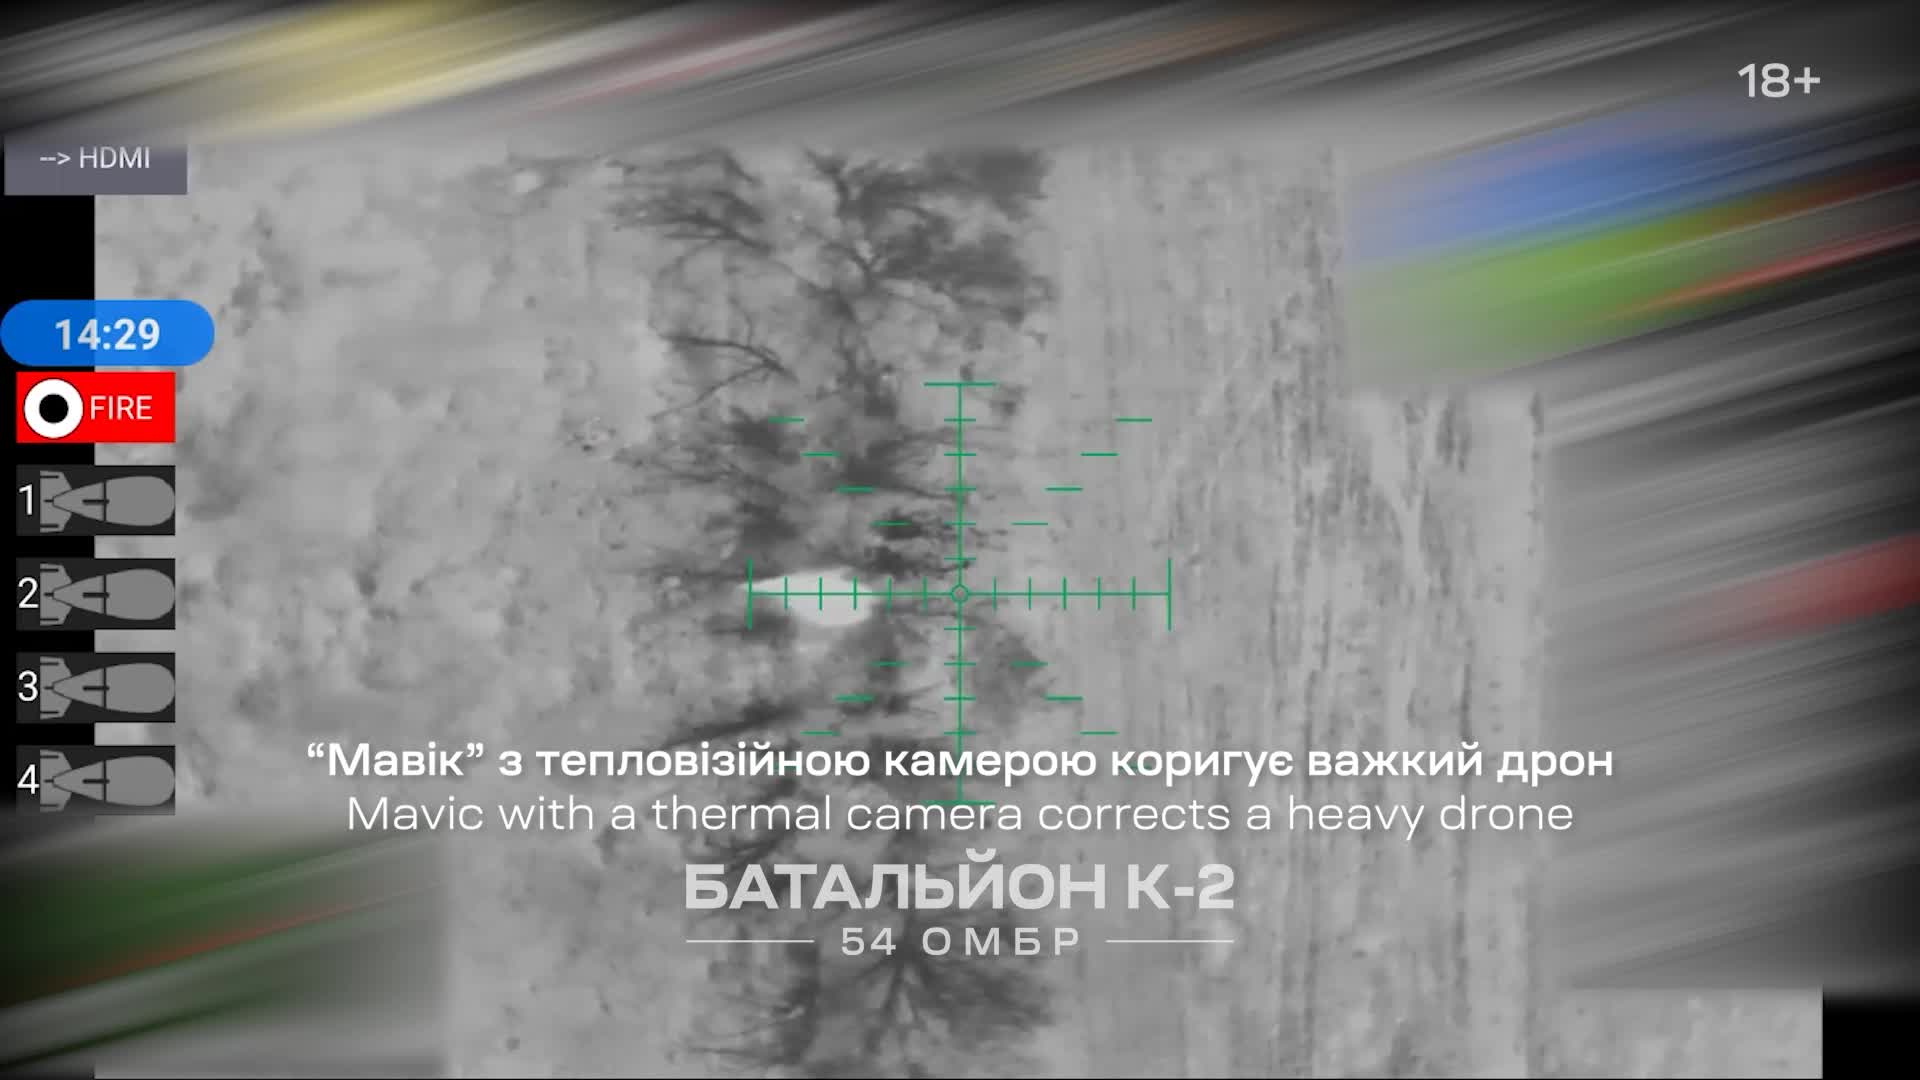 18+
--> HDMI
14:29
FIRE
1
2
3
4
“Мавік” з тепловізійною камерою коригує важкий дрон
Mavic with a thermal camera corrects a heavy drone
БАТАЛЬЙОН К-2
54 ОМБР